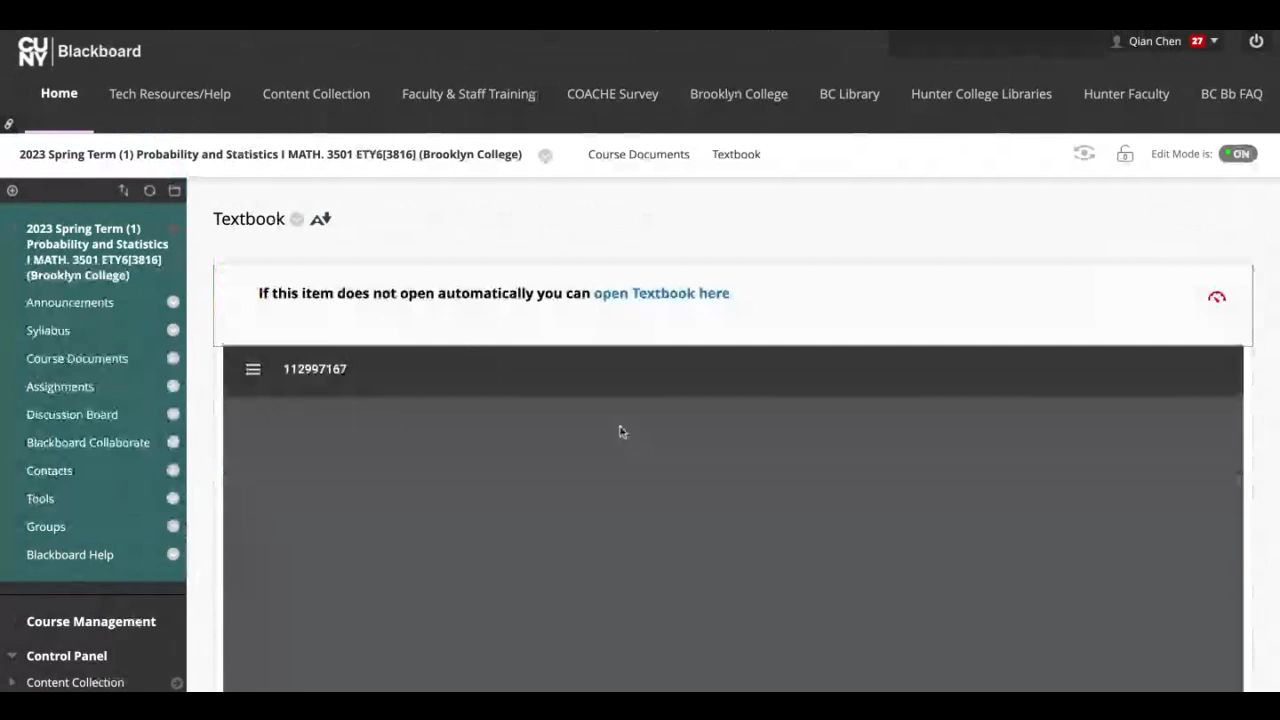 CUNY Blackboard
Qian Chen 27
Home Tech Resources/Help Content Collection Faculty & Staff Training COACHE Survey Brooklyn College BC Library Hunter College Libraries Hunter Faculty BC Bb FAQ
2023 Spring Term (1) Probability and Statistics I MATH. 3501 ETY6[3816] (Brooklyn College) Course Documents Textbook Edit Mode is: ON
2023 Spring Term (1)
Probability and Statistics
I MATH. 3501 ETY6[3816]
(Brooklyn College)
Announcements
Syllabus
Course Documents
Assignments
Discussion Board
Blackboard Collaborate
Contacts
Tools
Groups
Blackboard Help
Course Management
Control Panel
Content Collection
Textbook
If this item does not open automatically you can open Textbook here
112997167